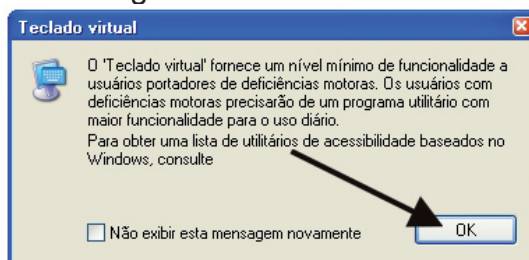 Teclado virtual
O 'Teclado virtual' fornece um nível mínimo de funcionalidade a
usuários portadores de deficiências motoras. Os usuários com
deficiências motoras precisarão de um programa utilitário com
maior funcionalidade para o uso diário.
Para obter uma lista de utilitários de acessibilidade baseados no
Windows, consulte
Não exibir esta mensagem novamente
OK